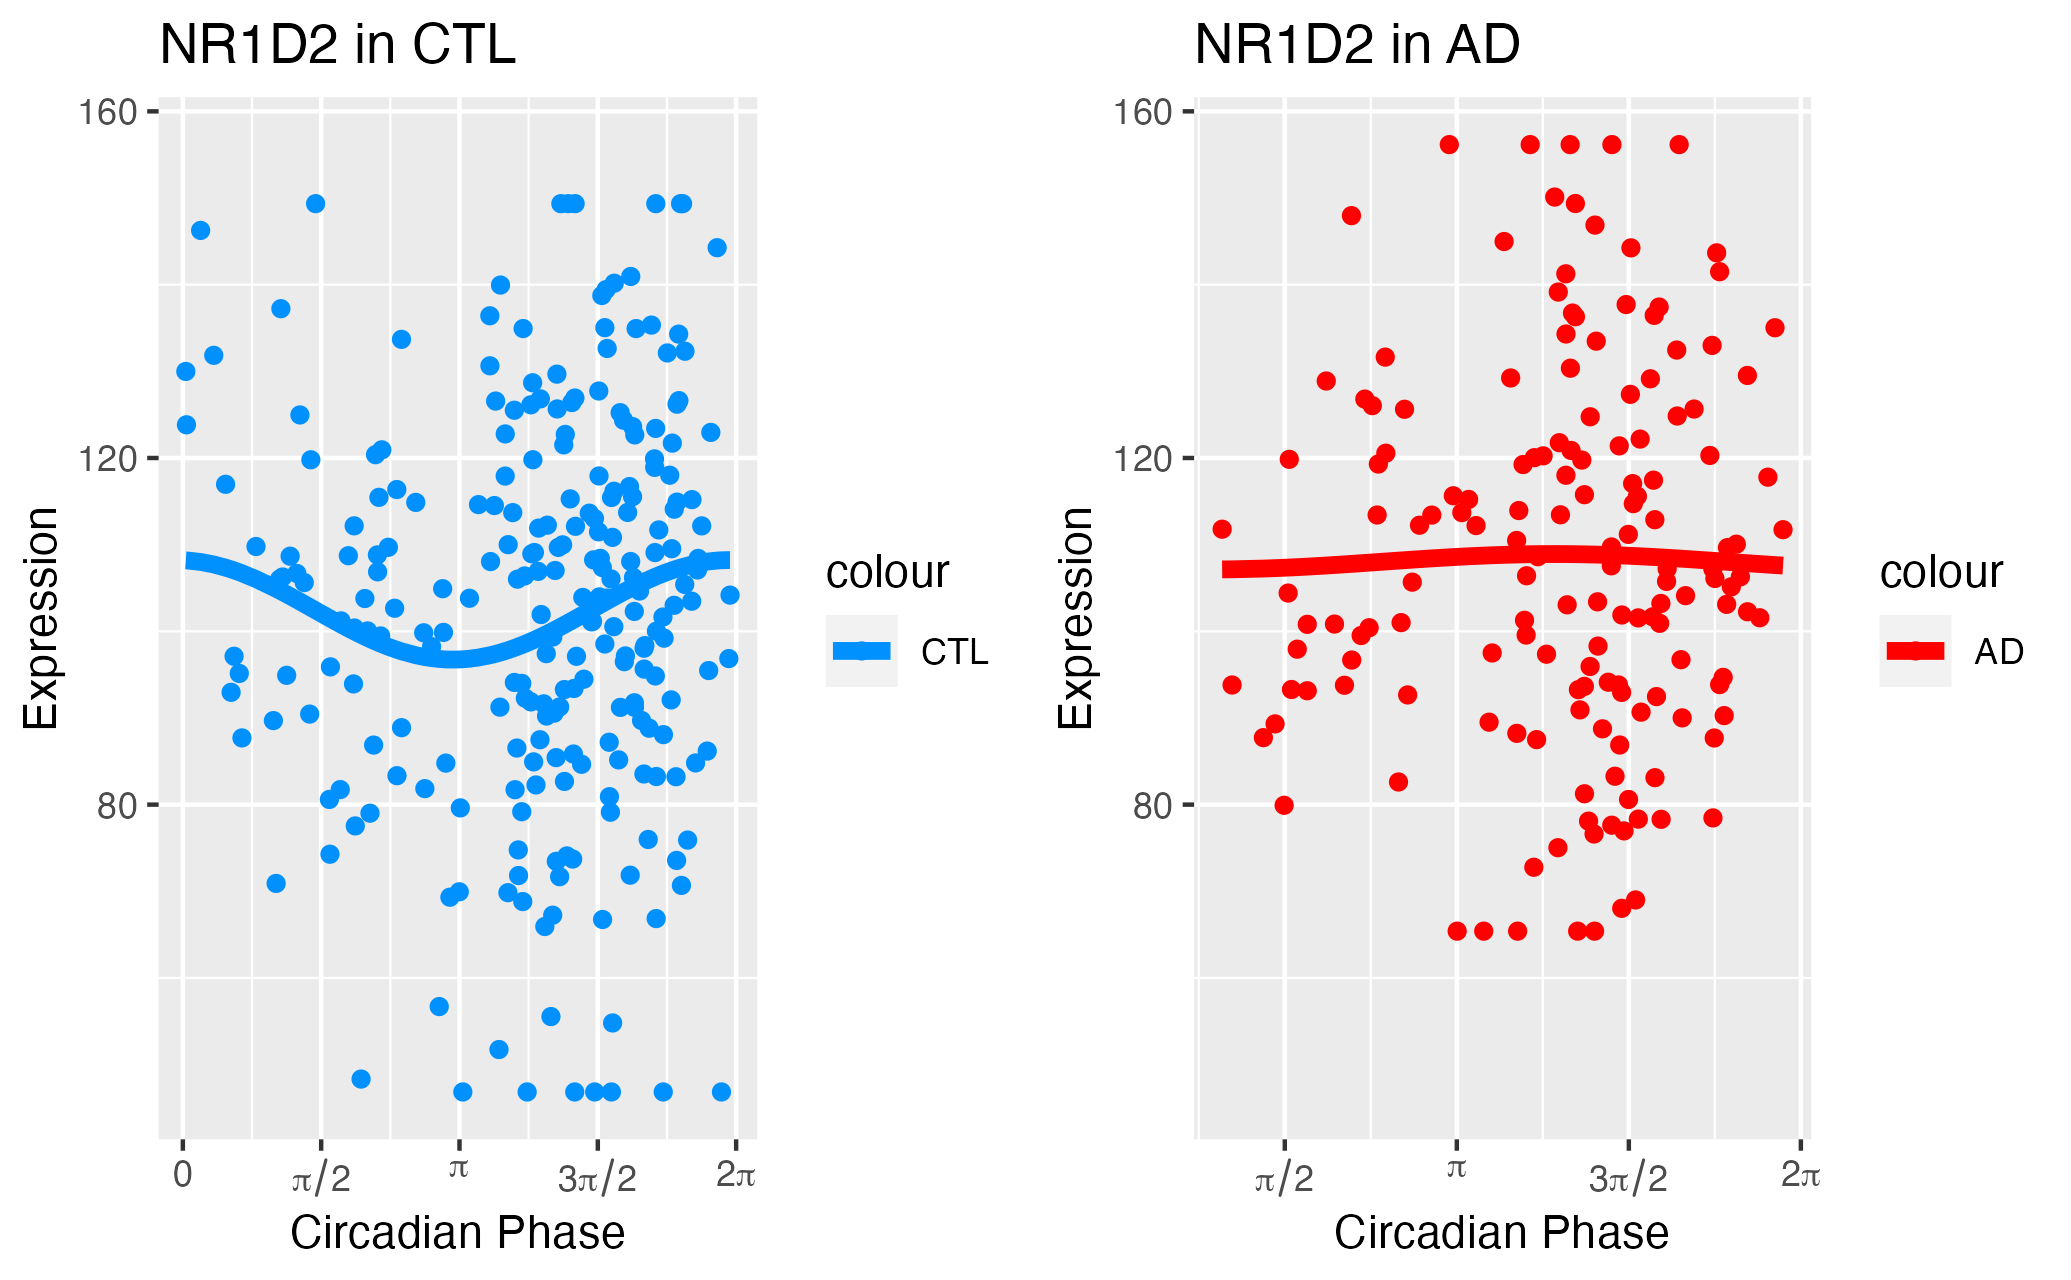 NR1D2 in CTL
160
120
80
Expression
0
π/2
π
3π/2
2π
Circadian Phase
colour
CTL
NR1D2 in AD
160
120
80
Expression
π/2
π
3π/2
2π
Circadian Phase
colour
AD